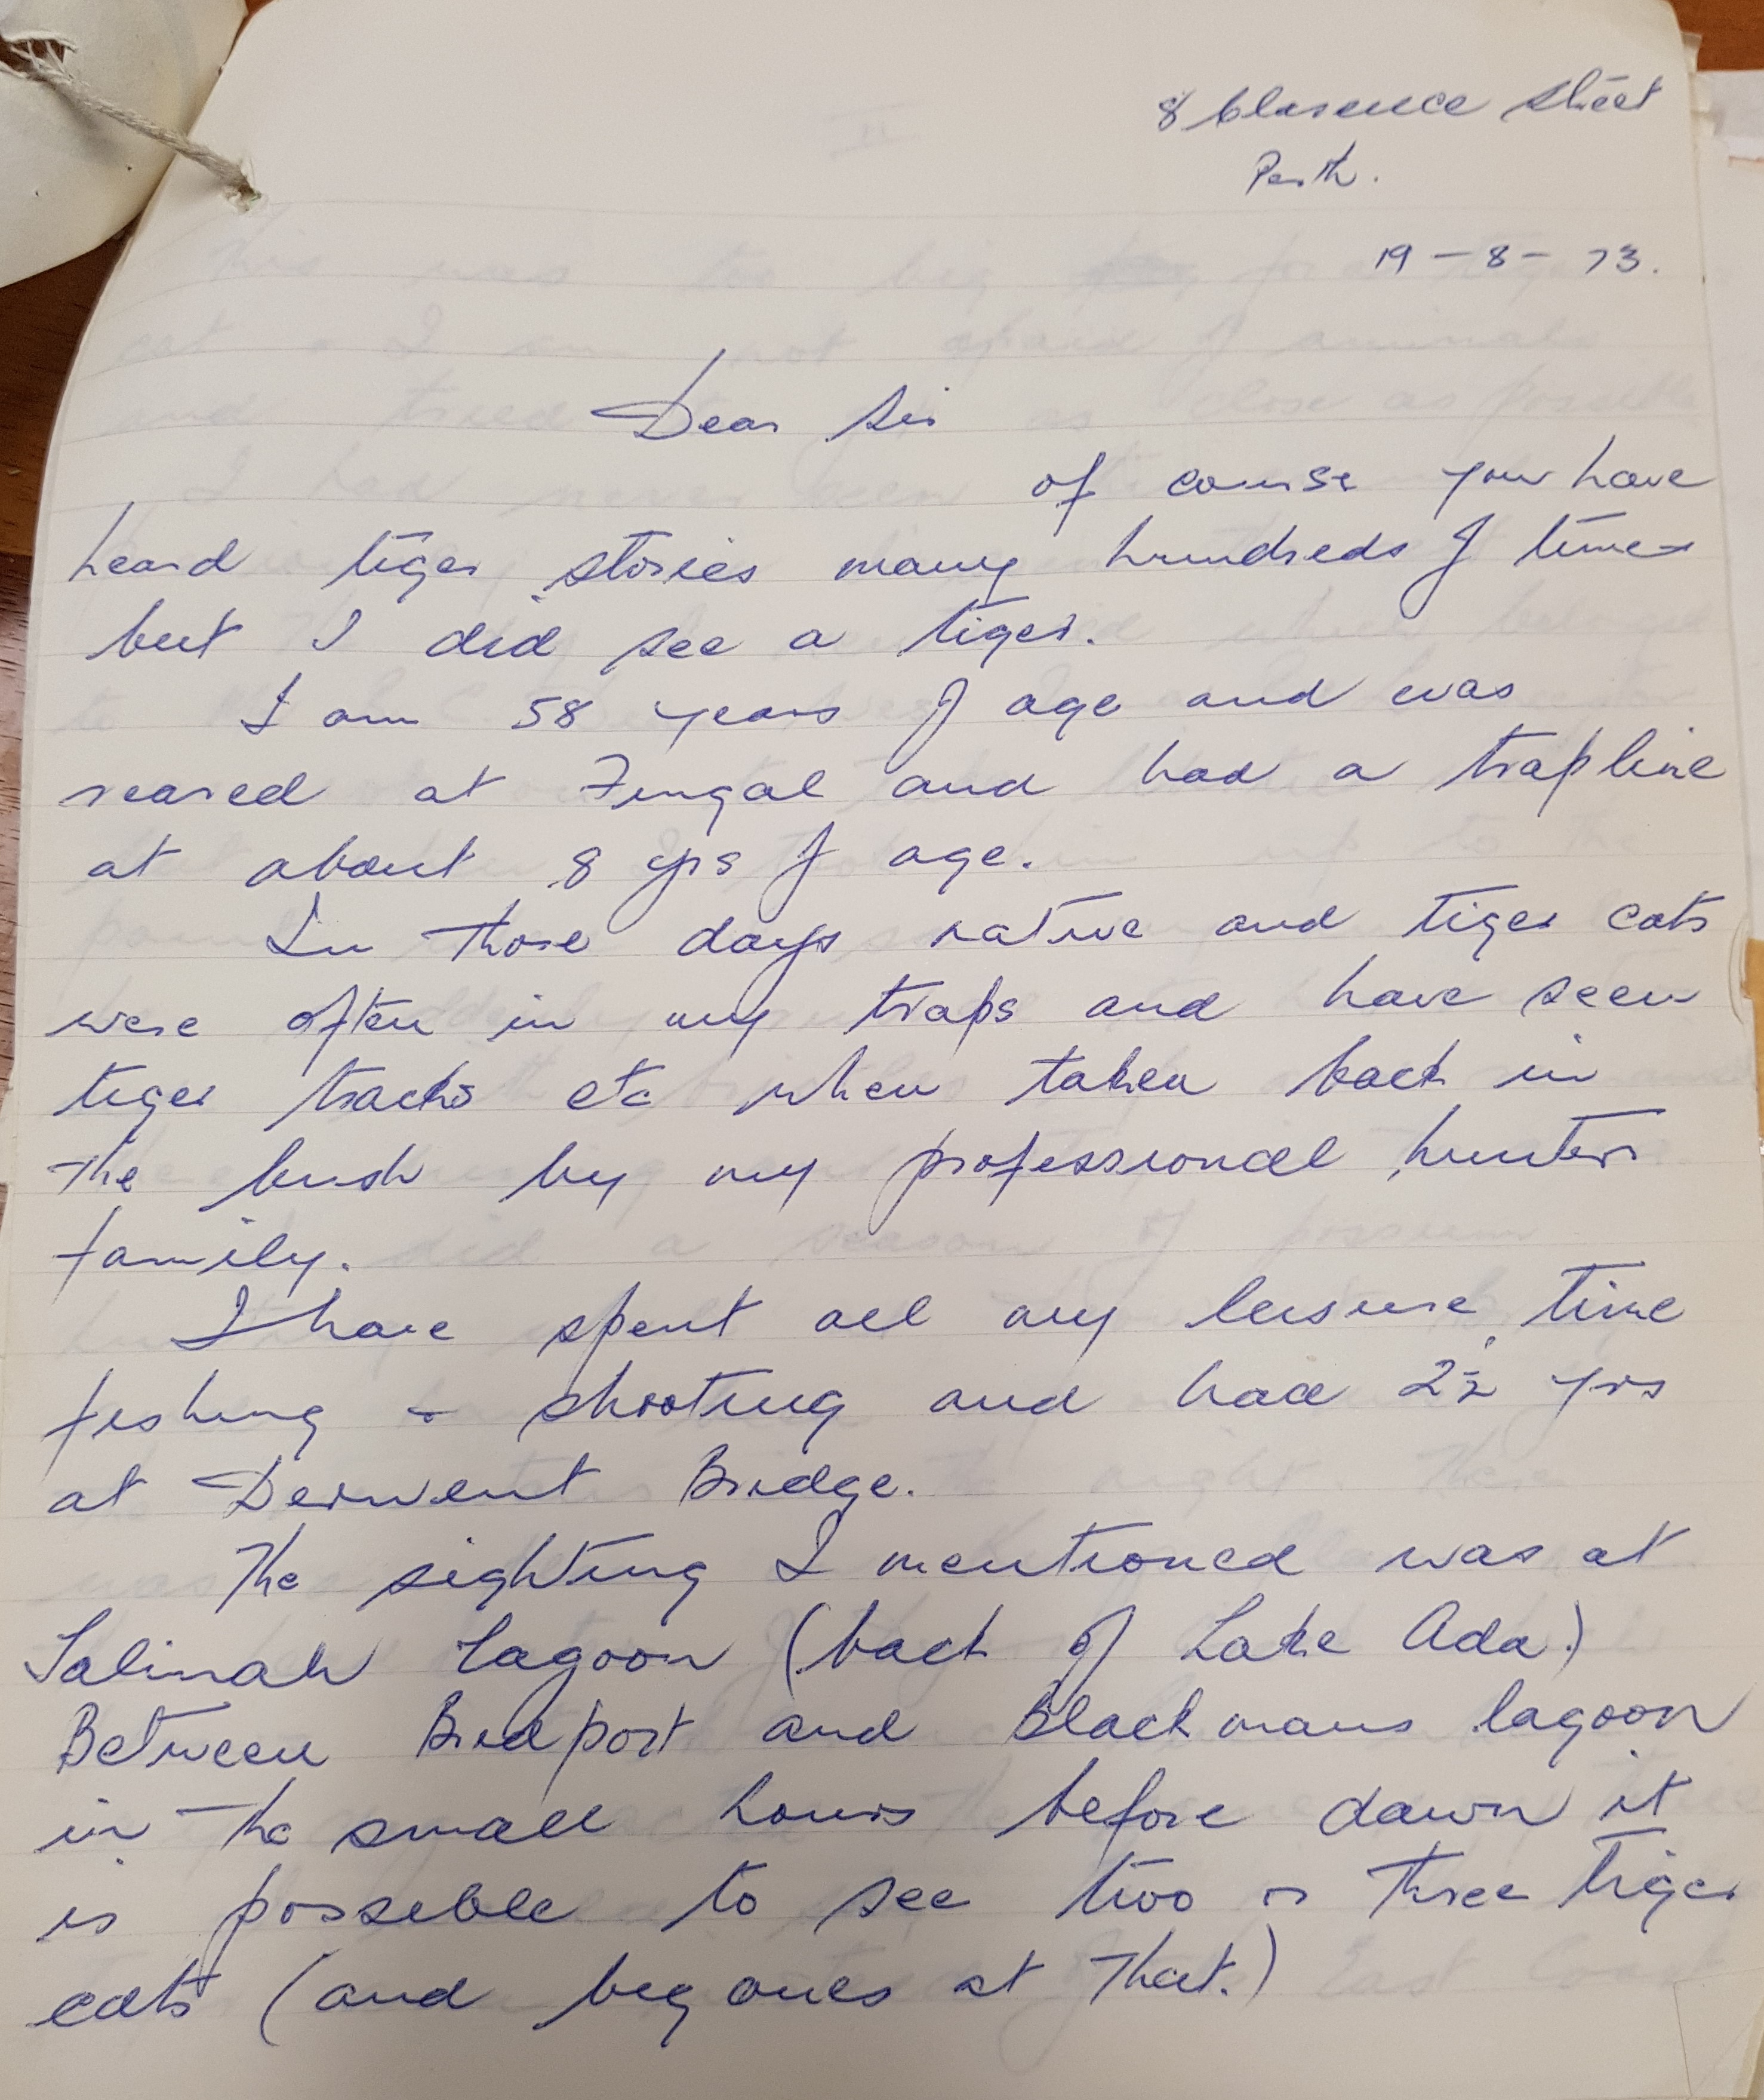 8 Clarence Street
Perth.
19 - 8 - 73.
Dear Sir
of course you have
heard tiger stories many hundreds of times
but I did see a tiger.
I am 58 years of age and was
reared at Fingal and had a trapline
at about 8 yrs of age.
In those days native and tiger cats
were often in my traps and have seen
tiger tracks etc when taken back in
the bush by my professional hunter
family.
I have spent all my leisure time
fishing & shooting and had 2½ yrs
at Derwent Bridge.
The sighting I mentioned was at
Talinah Lagoon (back of Lake Ada.)
Between Bridport and Blackmans lagoon
in the small hours before dawn it
is possible to see two or three tiger
cats (and big ones at that.)